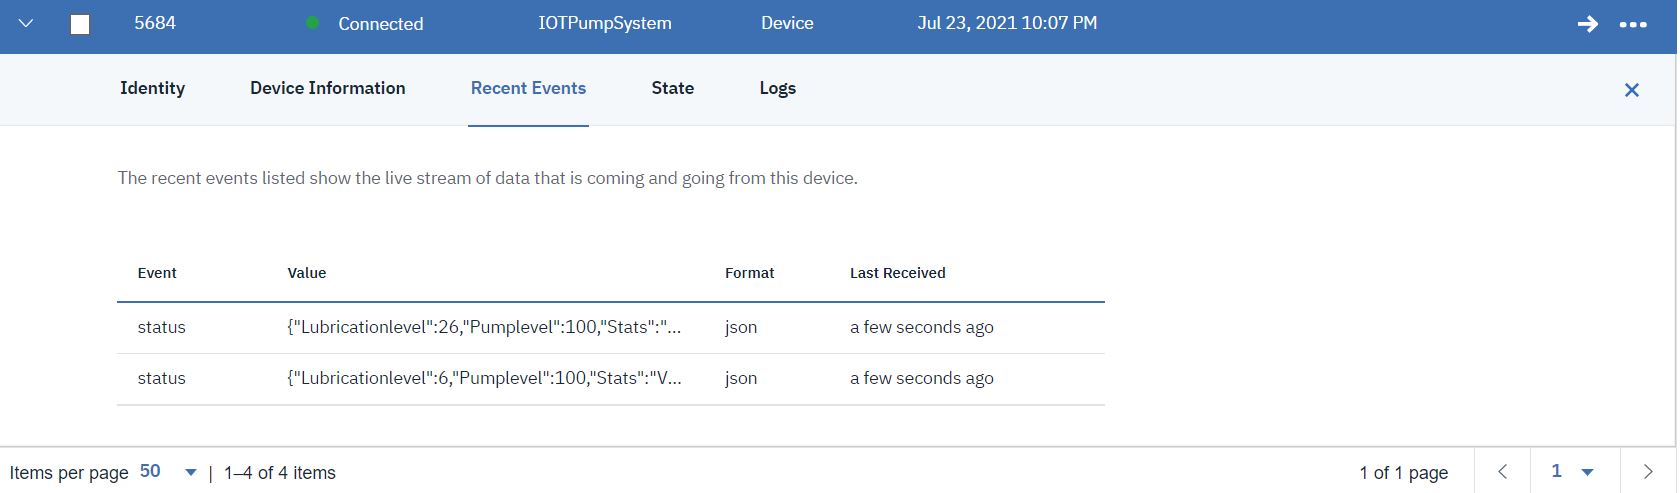 5684 Connected IOTPumpSystem Device Jul 23, 2021 10:07 PM
Identity Device Information Recent Events State Logs
The recent events listed show the live stream of data that is coming and going from this device.
Event Value Format Last Received
status {"Lubricationlevel":26,"Pumplevel":100,"Stats":"... json a few seconds ago
status {"Lubricationlevel":6,"Pumplevel":100,"Stats":"V... json a few seconds ago
Items per page 50 | 1–4 of 4 items 1 of 1 page 1